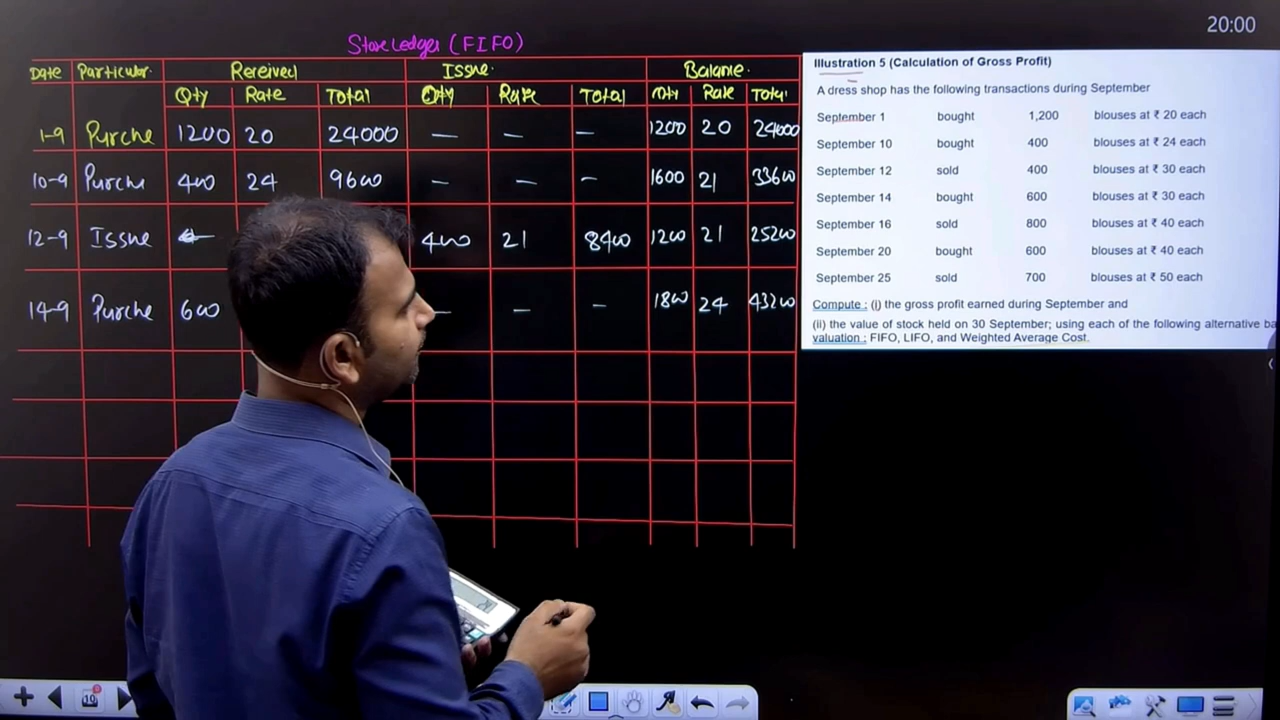 20:00
Store Ledger (FIFO)
Date Particular. Received Issue. Balance.
Qty Rate Total Qty Rate Total Qty Rate Total
1-9 Purche 1200 20 24000 — — — 1200 20 24000
10-9 Purche 400 24 9600 — — — 1600 21 33600
12-9 Issue 400 21 8400 1200 21 25200
14-9 Purche 600 — — — 1800 24 43200
Illustration 5 (Calculation of Gross Profit)
A dress shop has the following transactions during September
September 1 bought 1,200 blouses at ₹ 20 each
September 10 bought 400 blouses at ₹ 24 each
September 12 sold 400 blouses at ₹ 30 each
September 14 bought 600 blouses at ₹ 30 each
September 16 sold 800 blouses at ₹ 40 each
September 20 bought 600 blouses at ₹ 40 each
September 25 sold 700 blouses at ₹ 50 each
Compute : (i) the gross profit earned during September and
(ii) the value of stock held on 30 September; using each of the following alternative ba
valuation : FIFO, LIFO, and Weighted Average Cost.
10